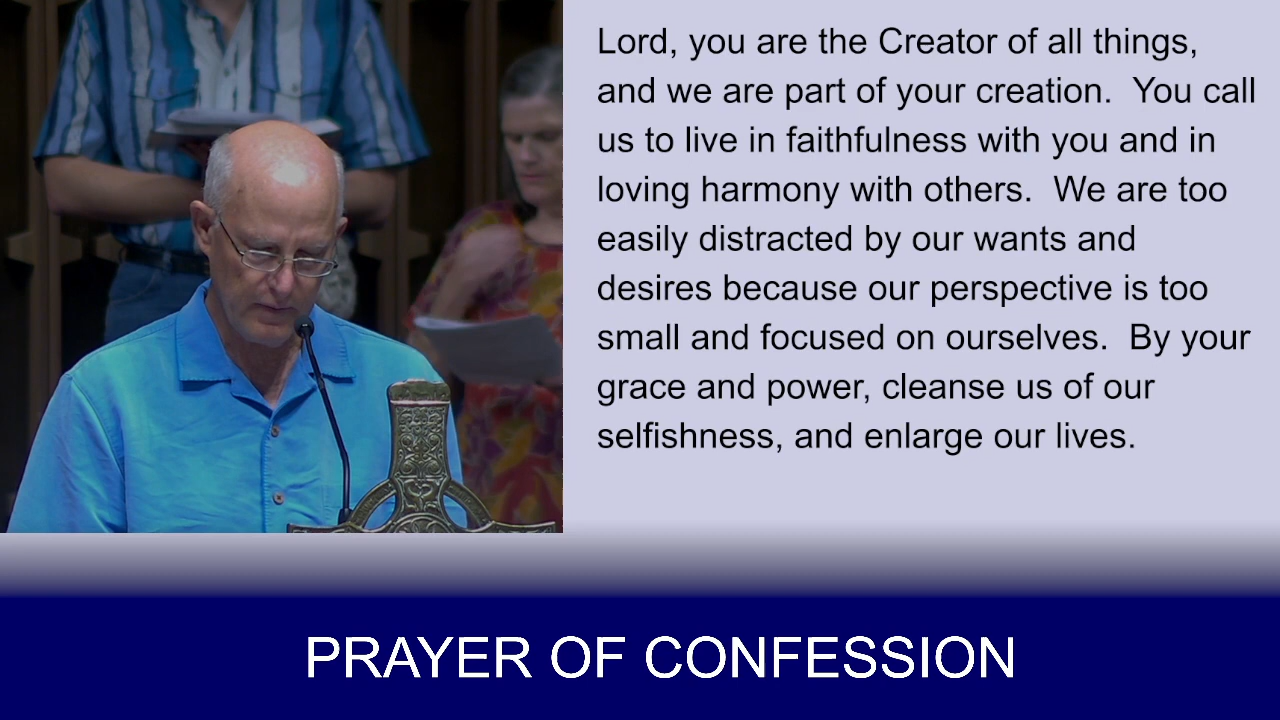 Lord, you are the Creator of all things,
and we are part of your creation.  You call
us to live in faithfulness with you and in
loving harmony with others.  We are too
easily distracted by our wants and
desires because our perspective is too
small and focused on ourselves.  By your
grace and power, cleanse us of our
selfishness, and enlarge our lives.
PRAYER OF CONFESSION